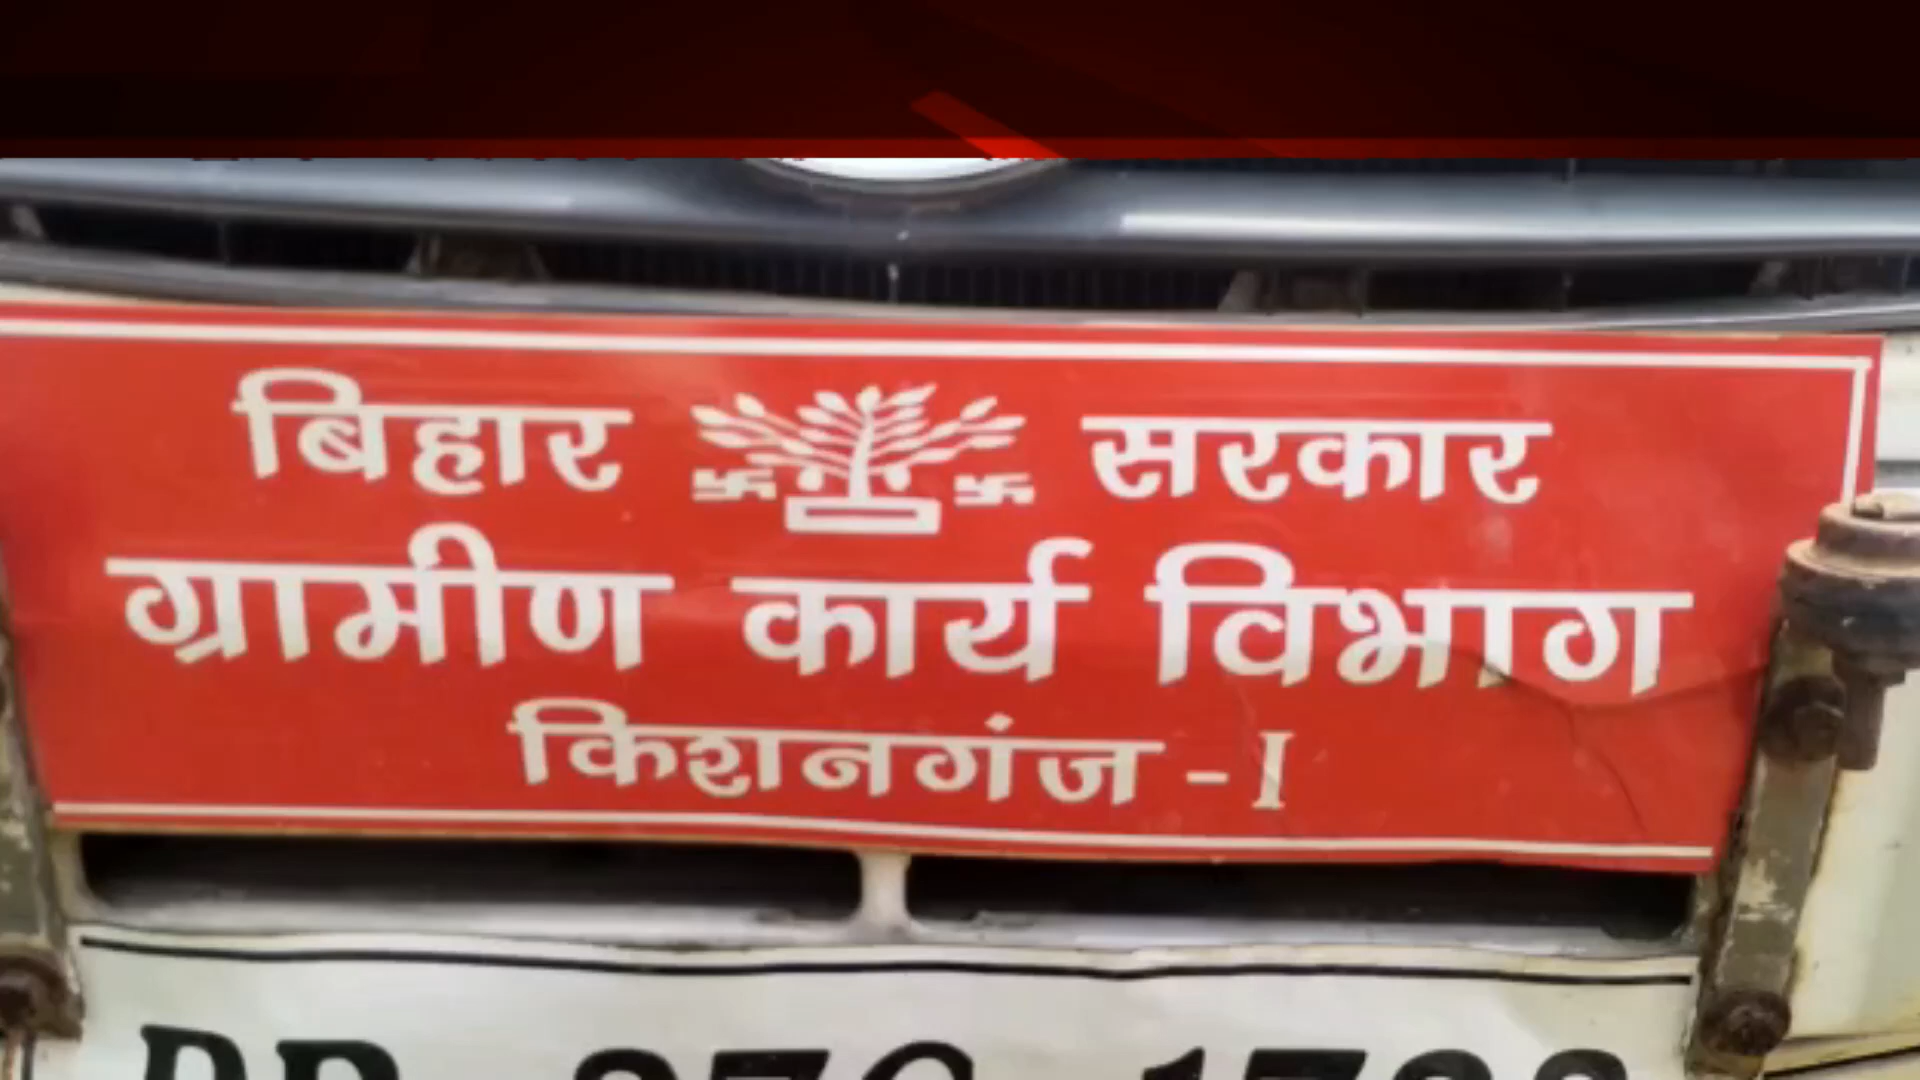 बिहार सरकार
ग्रामीण कार्य विभाग
किशनगंज - I